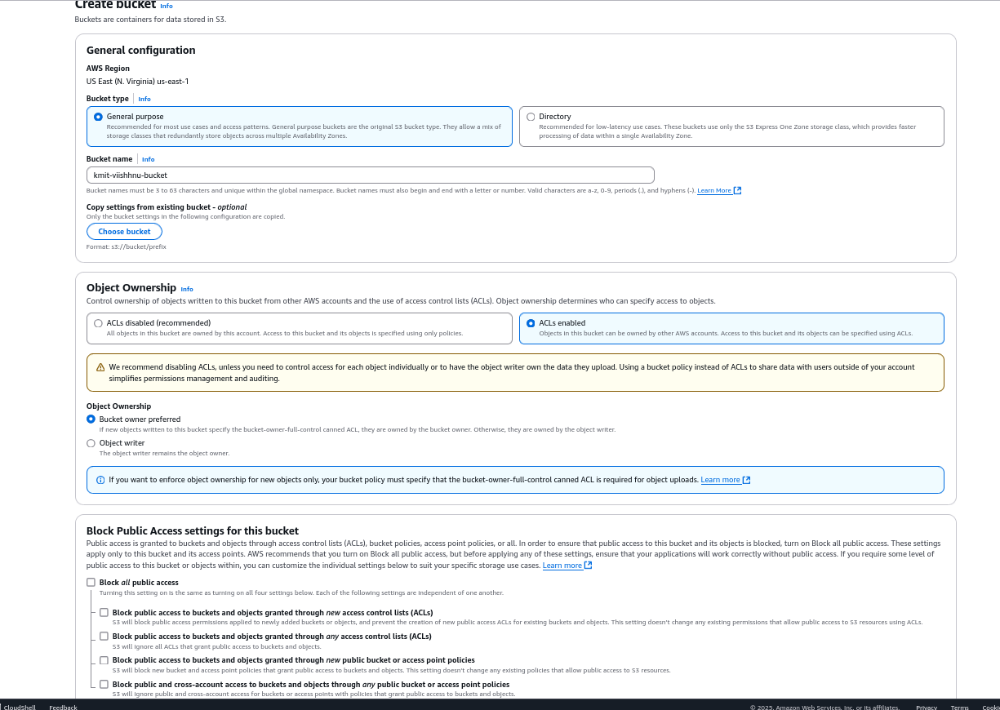 Create bucket Info
Buckets are containers for data stored in S3.
General configuration
AWS Region
US East (N. Virginia) us-east-1
Bucket type Info
General purpose
Recommended for most use cases and access patterns. General purpose buckets are the original S3 bucket type. They allow a mix of
storage classes that redundantly store objects across multiple Availability Zones.
Directory
Recommended for low-latency use cases. These buckets use only the S3 Express One Zone storage class, which provides faster
processing of data within a single Availability Zone.
Bucket name Info
kmit-viishhnu-bucket
Bucket names must be 3 to 63 characters and unique within the global namespace. Bucket names must also begin and end with a letter or number. Valid characters are a-z, 0-9, periods (.), and hyphens (-). Learn More
Copy settings from existing bucket - optional
Only the bucket settings in the following configuration are copied.
Choose bucket
Format: s3://bucket/prefix
Object Ownership Info
Control ownership of objects written to this bucket from other AWS accounts and the use of access control lists (ACLs). Object ownership determines who can specify access to objects.
ACLs disabled (recommended)
All objects in this bucket are owned by this account. Access to this bucket and its objects is specified using only policies.
ACLs enabled
Objects in this bucket can be owned by other AWS accounts. Access to this bucket and its objects can be specified using ACLs.
We recommend disabling ACLs, unless you need to control access for each object individually or to have the object writer own the data they upload. Using a bucket policy instead of ACLs to share data with users outside of your account
simplifies permissions management and auditing.
Object Ownership
Bucket owner preferred
If new objects written to this bucket specify the bucket-owner-full-control canned ACL, they are owned by the bucket owner. Otherwise, they are owned by the object writer.
Object writer
The object writer remains the object owner.
If you want to enforce object ownership for new objects only, your bucket policy must specify that the bucket-owner-full-control canned ACL is required for object uploads. Learn more
Block Public Access settings for this bucket
Public access is granted to buckets and objects through access control lists (ACLs), bucket policies, access point policies, or all. In order to ensure that public access to this bucket and its objects is blocked, turn on Block all public access. These settings
apply only to this bucket and its access points. AWS recommends that you turn on Block all public access, but before applying any of these settings, ensure that your applications will work correctly without public access. If you require some level of
public access to this bucket or objects within, you can customize the individual settings below to suit your specific storage use cases. Learn more
Block all public access
Turning this setting on is the same as turning on all four settings below. Each of the following settings are independent of one another.
Block public access to buckets and objects granted through new access control lists (ACLs)
S3 will block public access permissions applied to newly added buckets or objects, and prevent the creation of new public access ACLs for existing buckets and objects. This setting doesn't change any existing permissions that allow public access to S3 resources using ACLs.
Block public access to buckets and objects granted through any access control lists (ACLs)
S3 will ignore all ACLs that grant public access to buckets and objects.
Block public access to buckets and objects granted through new public bucket or access point policies
S3 will block new bucket and access point policies that grant public access to buckets and objects. This setting doesn't change any existing policies that allow public access to S3 resources.
Block public and cross-account access to buckets and objects through any public bucket or access point policies
S3 will ignore public and cross-account access for buckets or access points with policies that grant public access to buckets and objects.
CloudShell Feedback © 2025, Amazon Web Services, Inc. or its affiliates. Privacy Terms Cooki